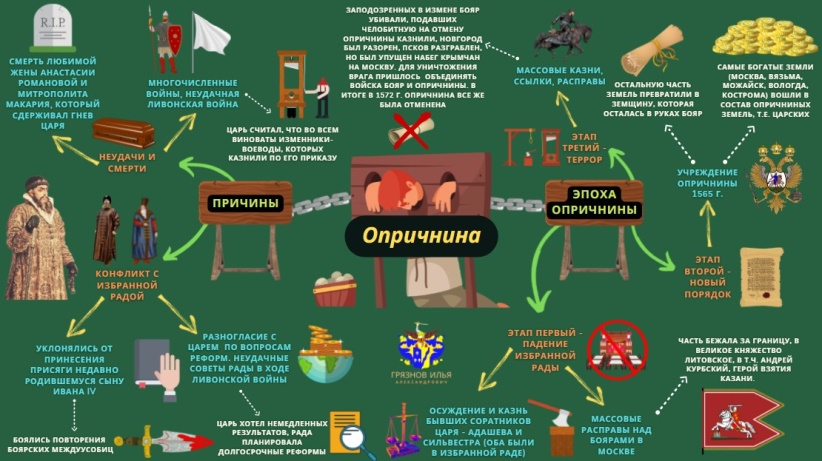 R.I.P.
СМЕРТЬ ЛЮБИМОЙ
ЖЕНЫ АНАСТАСИИ
РОМАНОВОЙ И
МИТРОПОЛИТА
МАКАРИЯ, КОТОРЫЙ
СДЕРЖИВАЛ ГНЕВ
ЦАРЯ
МНОГОЧИСЛЕННЫЕ
ВОЙНЫ, НЕУДАЧНАЯ
ЛИВОНСКАЯ ВОЙНА
ЦАРЬ СЧИТАЛ, ЧТО ВО ВСЕМ
ВИНОВАТЫ ИЗМЕННИКИ-
ВОЕВОДЫ, КОТОРЫХ
КАЗНИЛИ ПО ЕГО ПРИКАЗУ
НЕУДАЧИ И
СМЕРТИ
ПРИЧИНЫ
КОНФЛИКТ С
ИЗБРАННОЙ
РАДОЙ
УКЛОНЯЛИСЬ ОТ
ПРИНЕСЕНИЯ
ПРИСЯГИ НЕДАВНО
РОДИВШЕМУСЯ СЫНУ
ИВАНА IV
БОЯЛИСЬ ПОВТОРЕНИЯ
БОЯРСКИХ МЕЖДУУСОБИЦ
РАЗНОГЛАСИЕ С
ЦАРЕМ ПО ВОПРОСАМ
РЕФОРМ. НЕУДАЧНЫЕ
СОВЕТЫ РАДЫ В ХОДЕ
ЛИВОНСКОЙ ВОЙНЫ
ЦАРЬ ХОТЕЛ НЕМЕДЛЕННЫХ
РЕЗУЛЬТАТОВ, РАДА
ПЛАНИРОВАЛА
ДОЛГОСРОЧНЫЕ РЕФОРМЫ
Опричнина
ГРЯЗНОВ ИЛЬЯ
АЛЕКСАНДРОВИЧ
ЭПОХА
ОПРИЧНИНЫ
ЭТАП ПЕРВЫЙ -
ПАДЕНИЕ
ИЗБРАННОЙ
РАДЫ
ОСУЖДЕНИЕ И КАЗНЬ
БЫВШИХ СОРАТНИКОВ
ЦАРЯ - АДАШЕВА И
СИЛЬВЕСТРА (ОБА БЫЛИ
В ИЗБРАННОЙ РАДЕ)
МАССОВЫЕ
РАСПРАВЫ НАД
БОЯРАМИ В
МОСКВЕ
ЧАСТЬ БЕЖАЛА ЗА ГРАНИЦУ, В
ВЕЛИКОЕ КНЯЖЕСТВО
ЛИТОВСКОЕ, В Т.Ч. АНДРЕЙ
КУРБСКИЙ, ГЕРОЙ ВЗЯТИЯ
КАЗАНИ.
ЭТАП
ВТОРОЙ -
НОВЫЙ
ПОРЯДОК
УЧРЕЖДЕНИЕ
ОПРИЧНИНЫ
1565 Г.
ОСТАЛЬНУЮ ЧАСТЬ
ЗЕМЕЛЬ ПРЕВРАТИЛИ В
ЗЕМЩИНУ, КОТОРАЯ
ОСТАЛАСЬ В РУКАХ БОЯР
САМЫЕ БОГАТЫЕ ЗЕМЛИ
(МОСКВА, ВЯЗЬМА,
МОЖАЙСК, ВОЛОГДА,
КОСТРОМА) ВОШЛИ В
СОСТАВ ОПРИЧНИНЫХ
ЗЕМЕЛЬ, Т.Е. ЦАРСКИХ
ЭТАП
ТРЕТИЙ -
ТЕРРОР
МАССОВЫЕ КАЗНИ,
ССЫЛКИ, РАСПРАВЫ
ЗАПОДОЗРЕННЫХ В ИЗМЕНЕ БОЯР
УБИВАЛИ, ПОДАВШИХ
ЧЕЛОБИТНУЮ НА ОТМЕНУ
ОПРИЧНИНЫ КАЗНИЛИ, НОВГОРОД
БЫЛ РАЗОРЕН, ПСКОВ РАЗГРАБЛЕН,
НО БЫЛ УПУЩЕН НАБЕГ КРЫМЧАН
НА МОСКВУ. ДЛЯ УНИЧТОЖЕНИЯ
ВРАГА ПРИШЛОСЬ ОБЪЕДИНЯТЬ
ВОЙСКА БОЯР И ОПРИЧНИНЫ. В
ИТОГЕ В 1572 Г. ОПРИЧНИНА ВСЕ ЖЕ
БЫЛА ОТМЕНЕНА